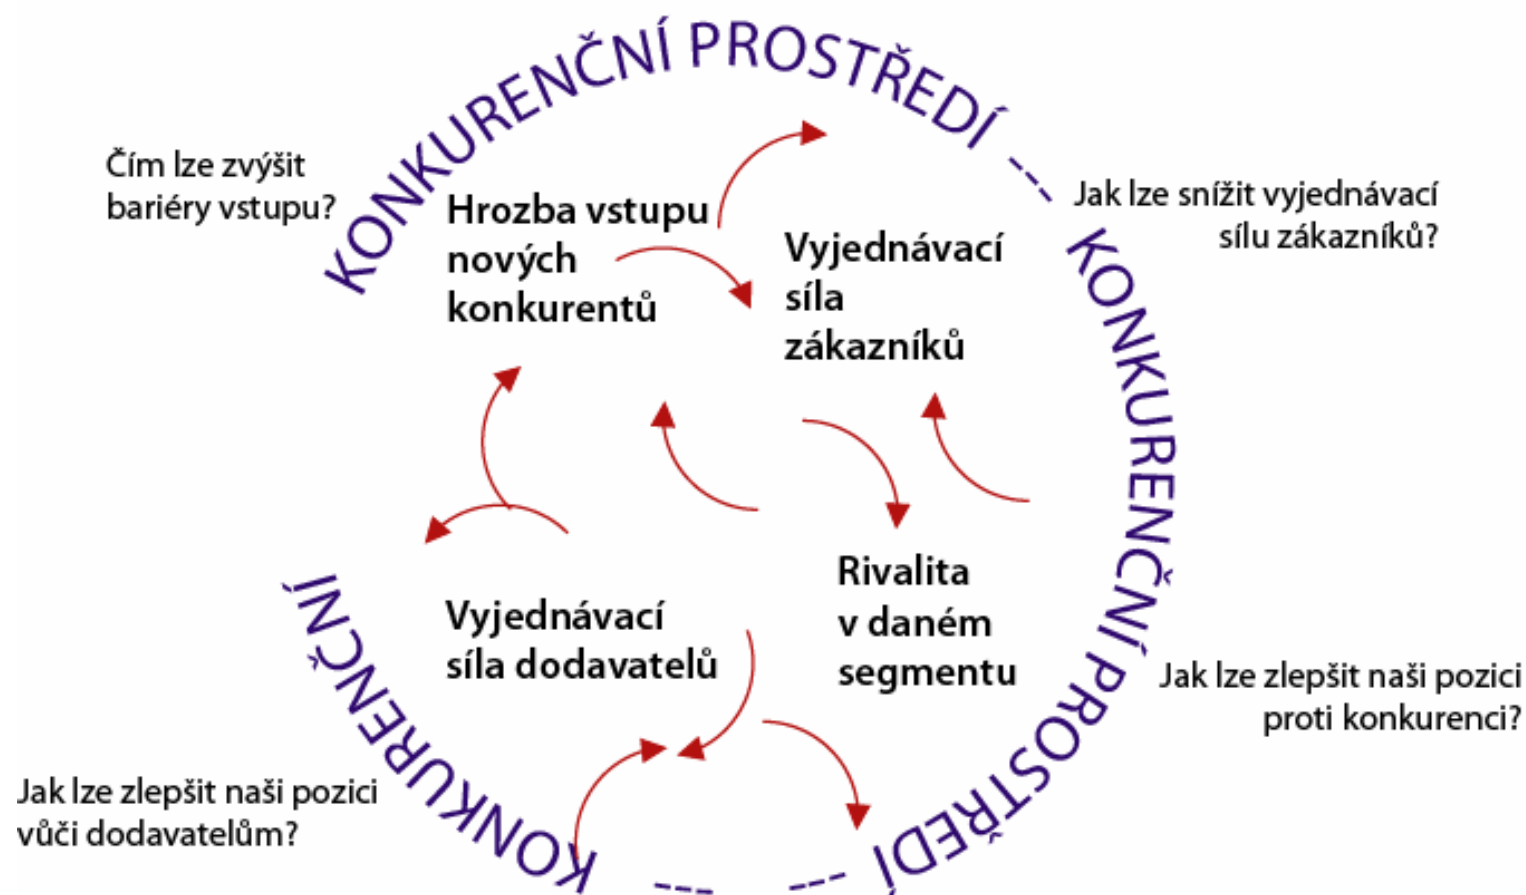 KONKURENČNÍ PROSTŘEDÍ --- KONKURENČNÍ PROSTŘEDÍ --- --- KONKURENČNÍ
Čím lze zvýšit
bariéry vstupu?
Jak lze snížit vyjednávací
sílu zákazníků?
Hrozba vstupu
nových
konkurentů
Vyjednávací
síla
zákazníků
Vyjednávací
síla dodavatelů
Rivalita
v daném
segmentu
Jak lze zlepšit naši pozici
proti konkurenci?
Jak lze zlepšit naši pozici
vůči dodavatelům?